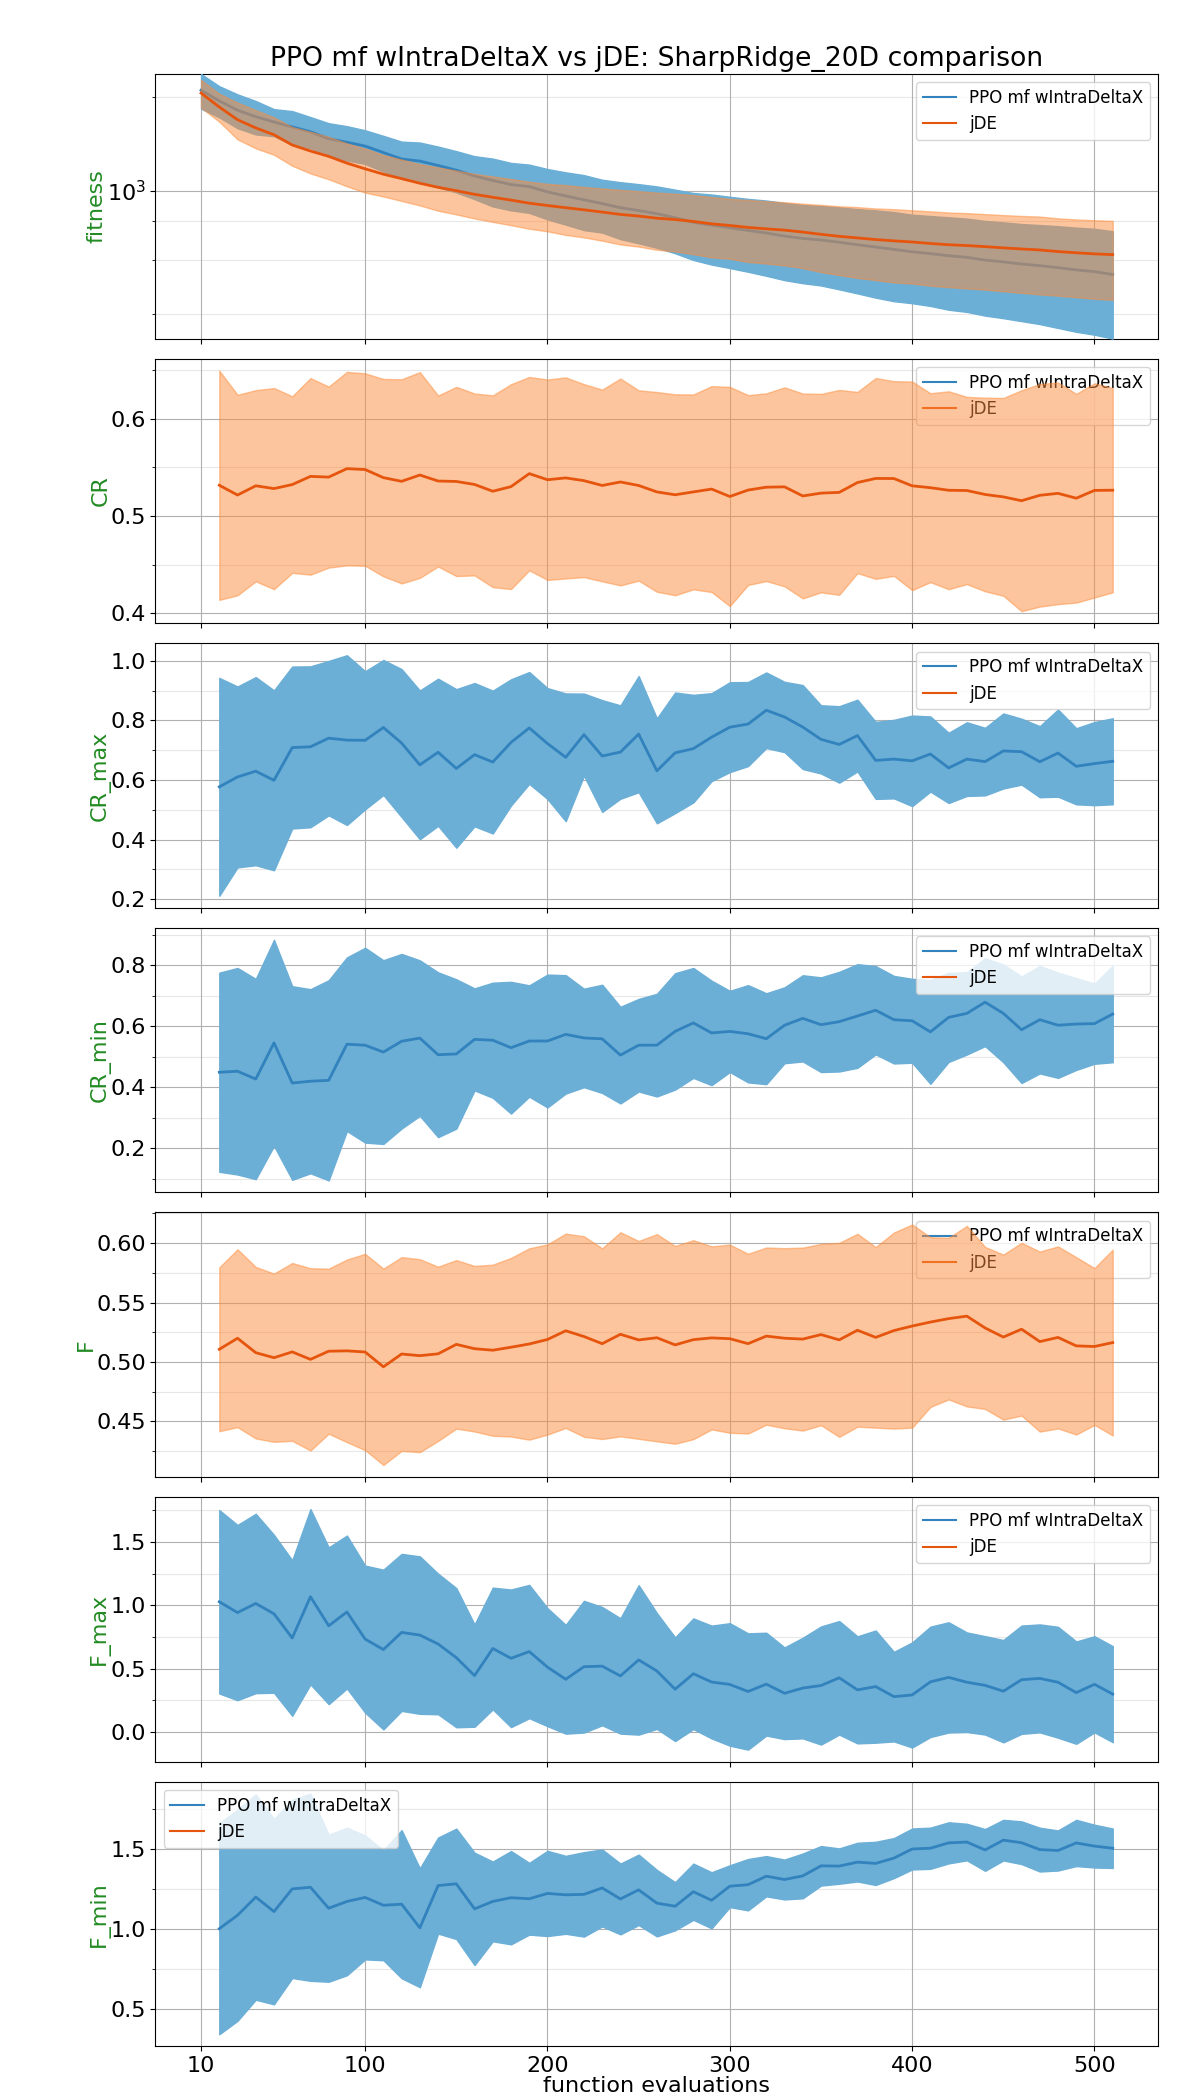 PPO mf wIntraDeltaX vs jDE: SharpRidge_20D comparison
PPO mf wIntraDeltaX
jDE
10³
fitness
PPO mf wIntraDeltaX
jDE
0.6
0.5
0.4
CR
PPO mf wIntraDeltaX
jDE
1.0
0.8
0.6
0.4
0.2
CR_max
PPO mf wIntraDeltaX
jDE
0.8
0.6
0.4
0.2
CR_min
PPO mf wIntraDeltaX
jDE
0.60
0.55
0.50
0.45
F
PPO mf wIntraDeltaX
jDE
1.5
1.0
0.5
0.0
F_max
PPO mf wIntraDeltaX
jDE
1.5
1.0
0.5
F_min
10 100 200 300 400 500
function evaluations